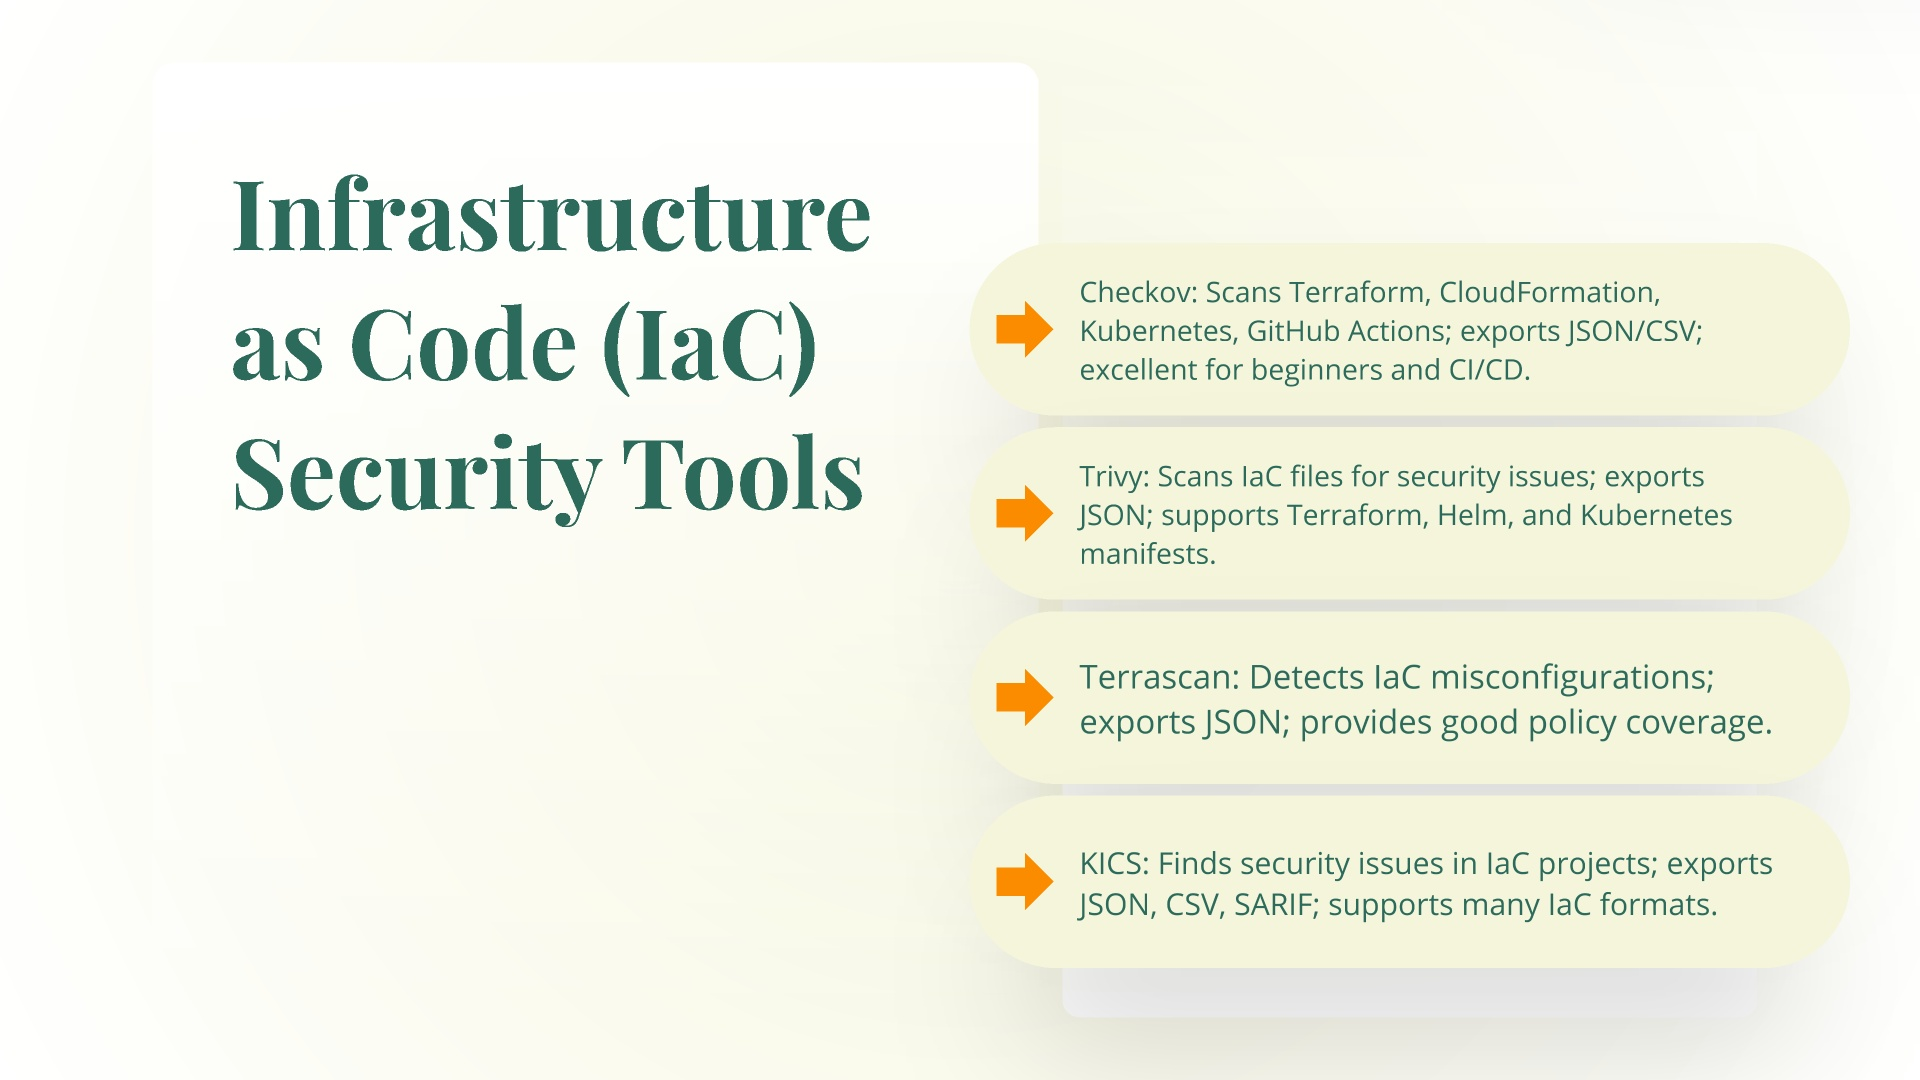 Infrastructure
as Code (IaC)
Security Tools
Checkov: Scans Terraform, CloudFormation,
Kubernetes, GitHub Actions; exports JSON/CSV;
excellent for beginners and CI/CD.
Trivy: Scans IaC files for security issues; exports
JSON; supports Terraform, Helm, and Kubernetes
manifests.
Terrascan: Detects IaC misconfigurations;
exports JSON; provides good policy coverage.
KICS: Finds security issues in IaC projects; exports
JSON, CSV, SARIF; supports many IaC formats.